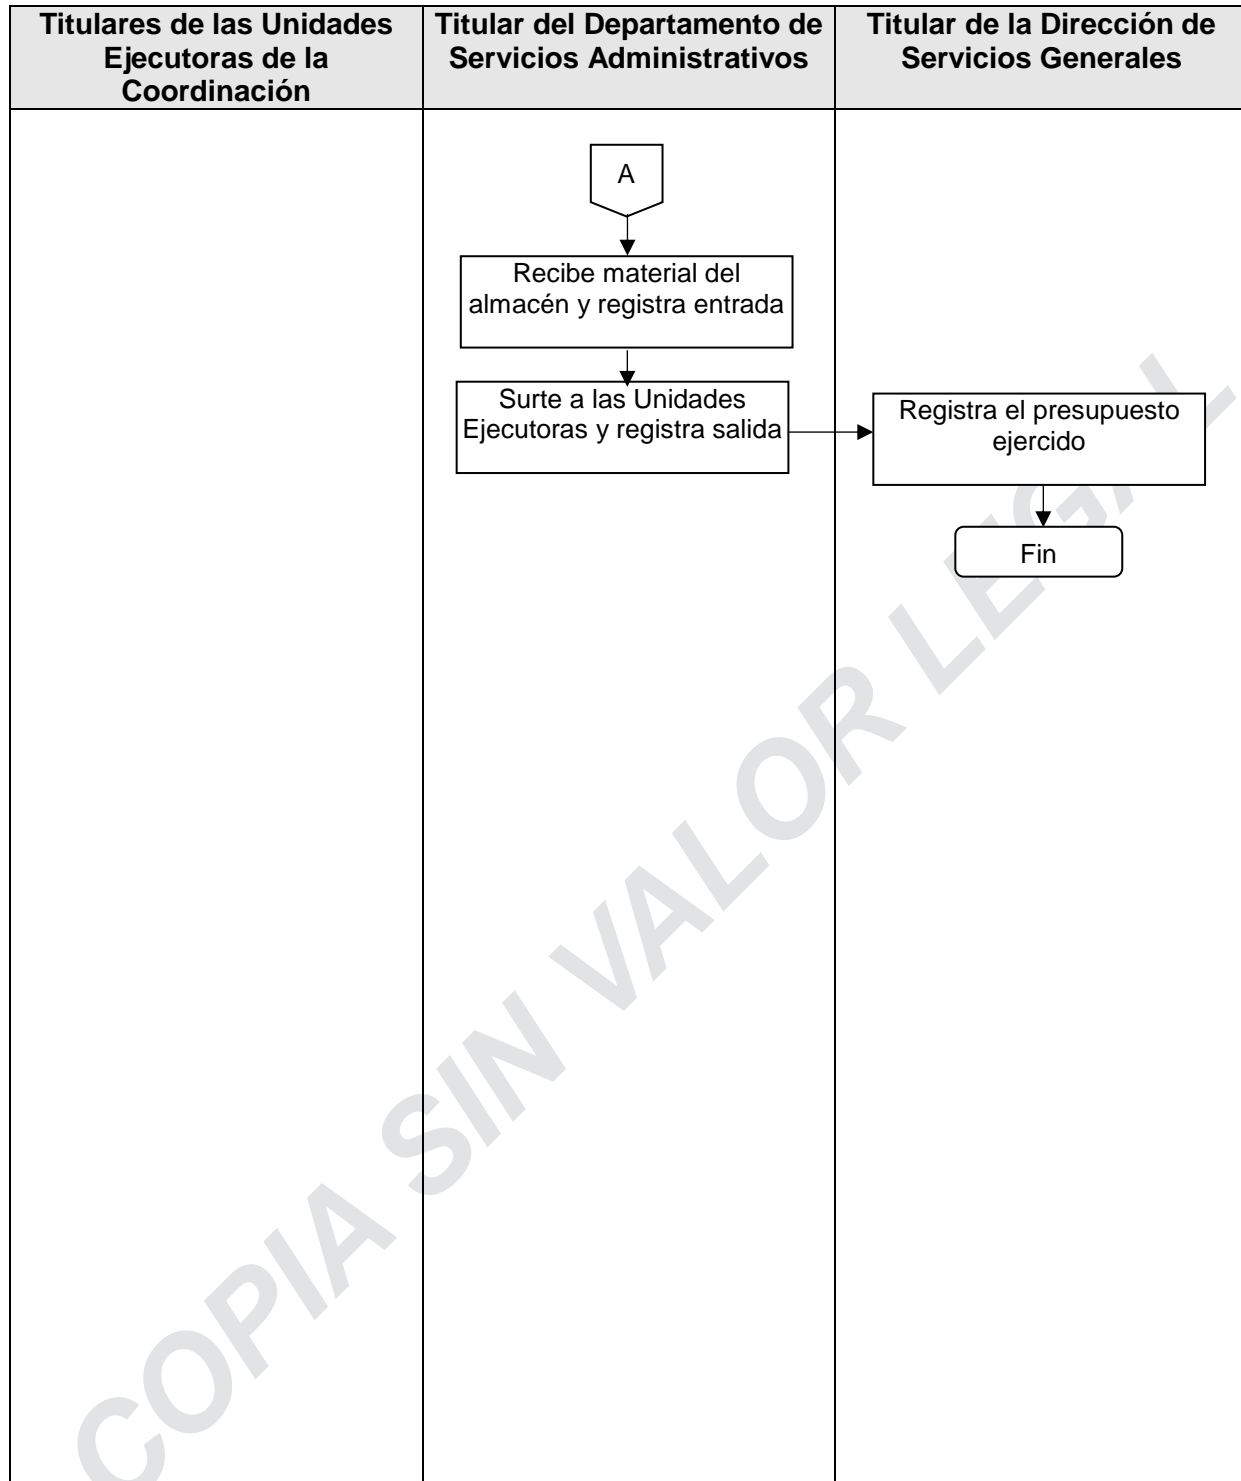 Titulares de las Unidades
Ejecutoras de la
Coordinación
Titular del Departamento de
Servicios Administrativos
Titular de la Dirección de
Servicios Generales
A
Recibe material del
almacén y registra entrada
Surte a las Unidades
Ejecutoras y registra salida
Registra el presupuesto
ejercido
Fin
COPIA SIN VALOR LEGAL